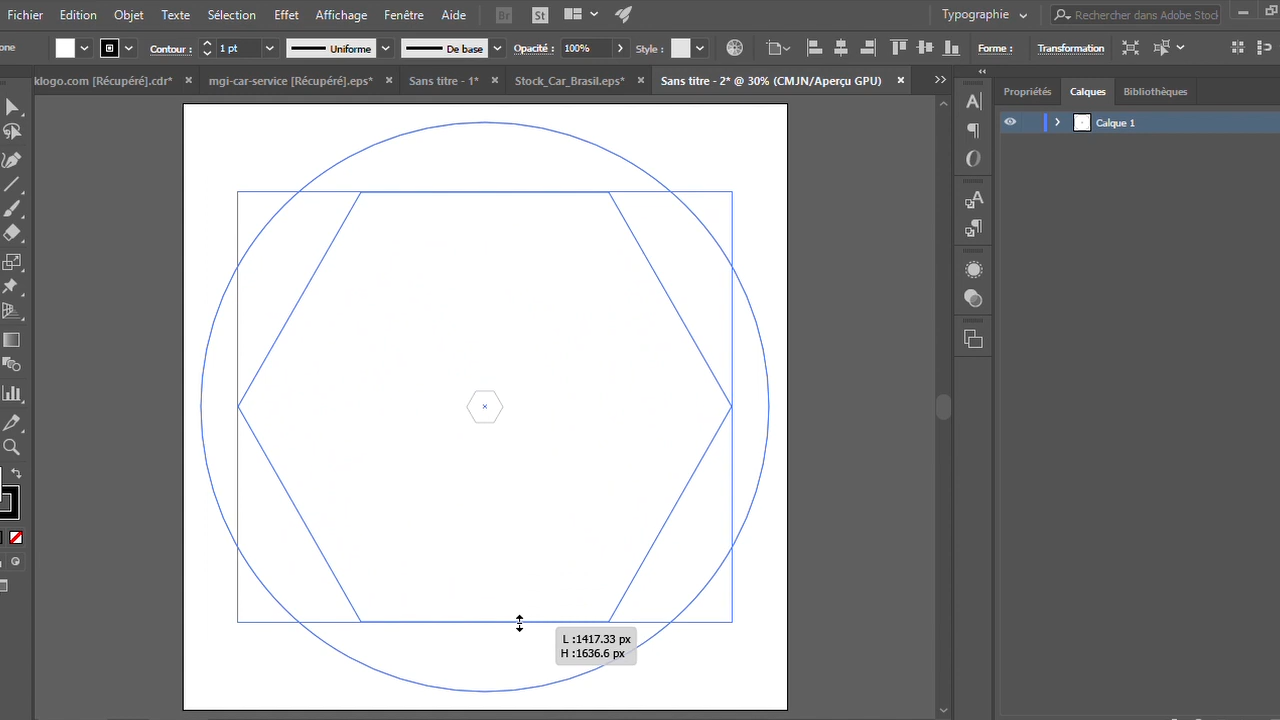 Fichier Edition Objet Texte Sélection Effet Affichage Fenêtre Aide Br St Typographie Rechercher dans Adobe Stock
Contour : 1 pt Uniforme De base Opacité : 100% Style : Forme : Transformation
klogo.com [Récupéré].cdr* × mgi-car-service [Récupéré].eps* × Sans titre - 1* × Stock_Car_Brasil.eps* × Sans titre - 2* @ 30% (CMJN/Aperçu GPU) ×
Propriétés Calques Bibliothèques
Calque 1
L :1417.33 px
H :1636.6 px